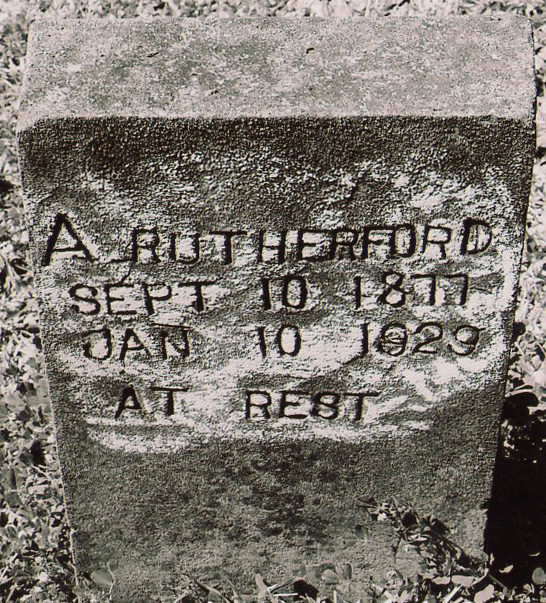 A RUTHERFORD
SEPT 10 1877
JAN 10 1929
AT REST